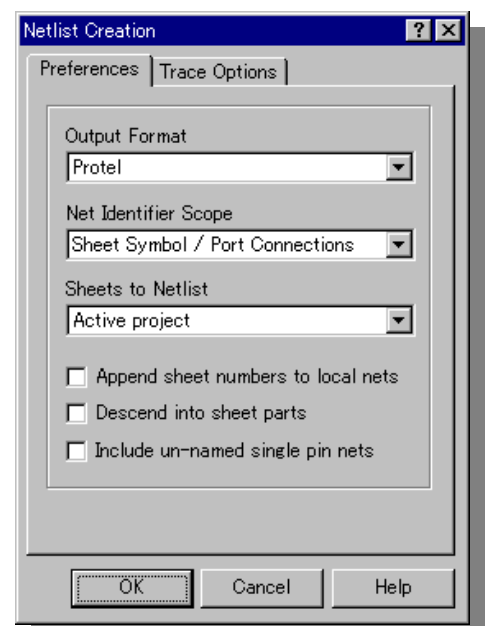 Netlist Creation
Preferences
Trace Options
Output Format
Protel
Net Identifier Scope
Sheet Symbol / Port Connections
Sheets to Netlist
Active project
Append sheet numbers to local nets
Descend into sheet parts
Include un-named single pin nets
OK
Cancel
Help